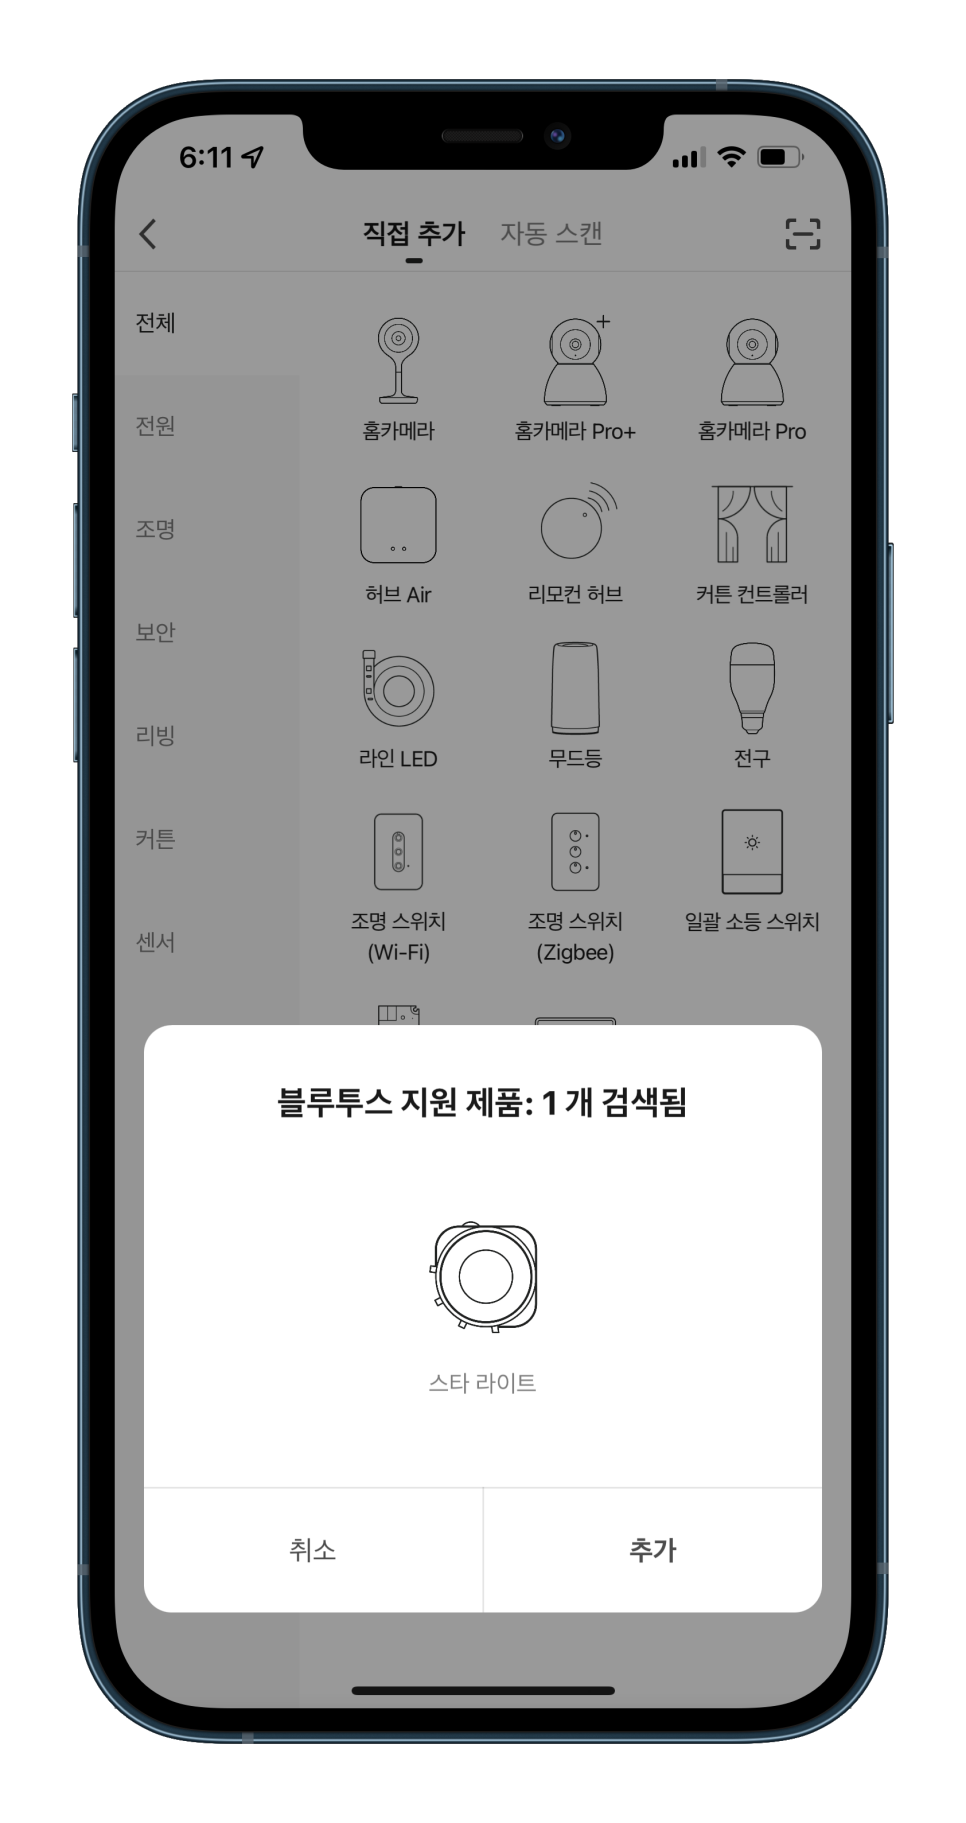 6:11
직접 추가 자동 스캔
전체
전원
조명
보안
리빙
커튼
센서
홈카메라 홈카메라 Pro+ 홈카메라 Pro
허브 Air 리모컨 허브 커튼 컨트롤러
라인 LED 무드등 전구
조명 스위치 조명 스위치 일괄 소등 스위치
(Wi-Fi) (Zigbee)
블루투스 지원 제품: 1 개 검색됨
스타 라이트
취소 추가